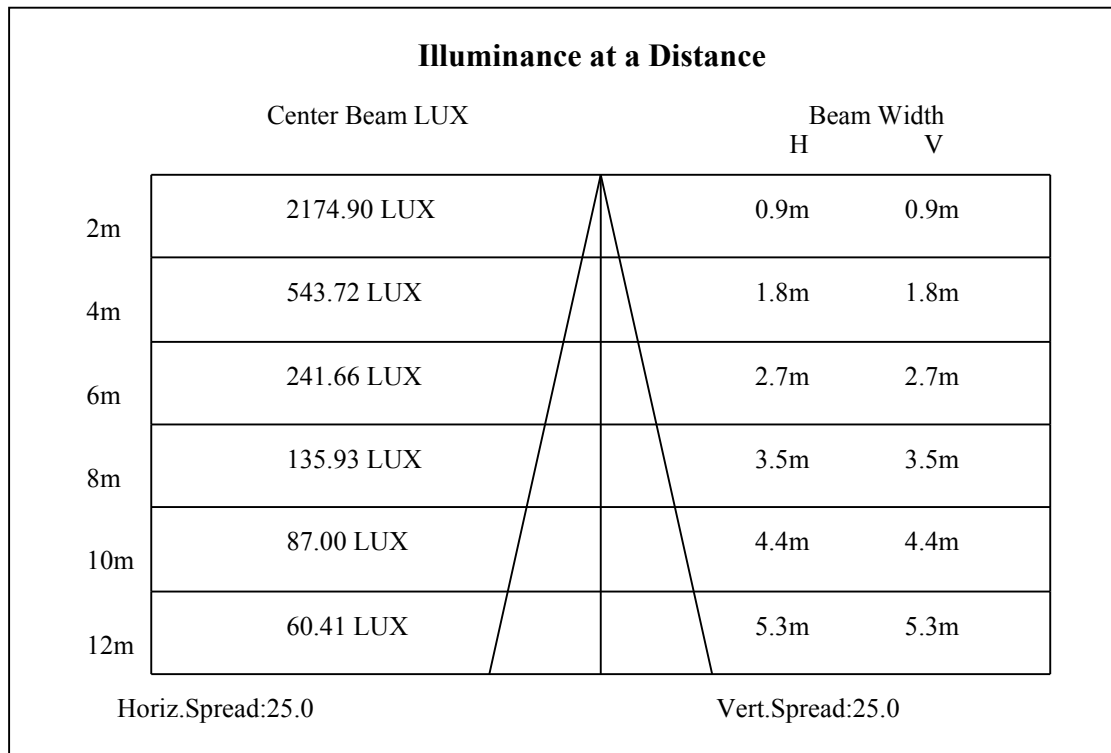 Illuminance at a Distance
Center Beam LUX Beam Width
H V
2m 2174.90 LUX 0.9m 0.9m
4m 543.72 LUX 1.8m 1.8m
6m 241.66 LUX 2.7m 2.7m
8m 135.93 LUX 3.5m 3.5m
10m 87.00 LUX 4.4m 4.4m
12m 60.41 LUX 5.3m 5.3m
Horiz.Spread:25.0 Vert.Spread:25.0